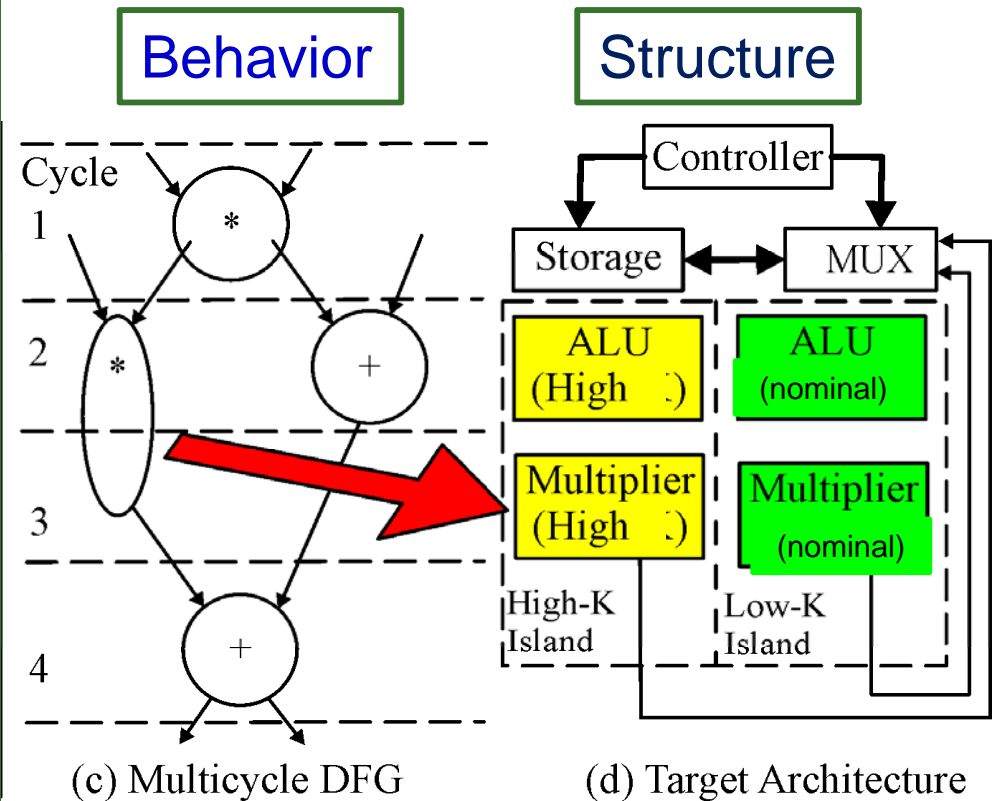 Behavior
Structure
Cycle
1
*
2
*
+
3
4
+
(c) Multicycle DFG
Controller
Storage
MUX
ALU
(High )
ALU
(nominal)
Multiplier
(High )
Multiplier
(nominal)
High-K
Island
Low-K
Island
(d) Target Architecture